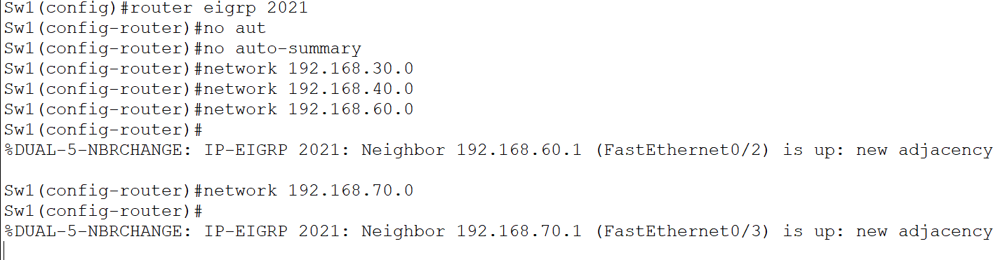 Sw1(config)#router eigrp 2021
Sw1(config-router)#no aut
Sw1(config-router)#no auto-summary
Sw1(config-router)#network 192.168.30.0
Sw1(config-router)#network 192.168.40.0
Sw1(config-router)#network 192.168.60.0
Sw1(config-router)#
%DUAL-5-NBRCHANGE: IP-EIGRP 2021: Neighbor 192.168.60.1 (FastEthernet0/2) is up: new adjacency
Sw1(config-router)#network 192.168.70.0
Sw1(config-router)#
%DUAL-5-NBRCHANGE: IP-EIGRP 2021: Neighbor 192.168.70.1 (FastEthernet0/3) is up: new adjacency